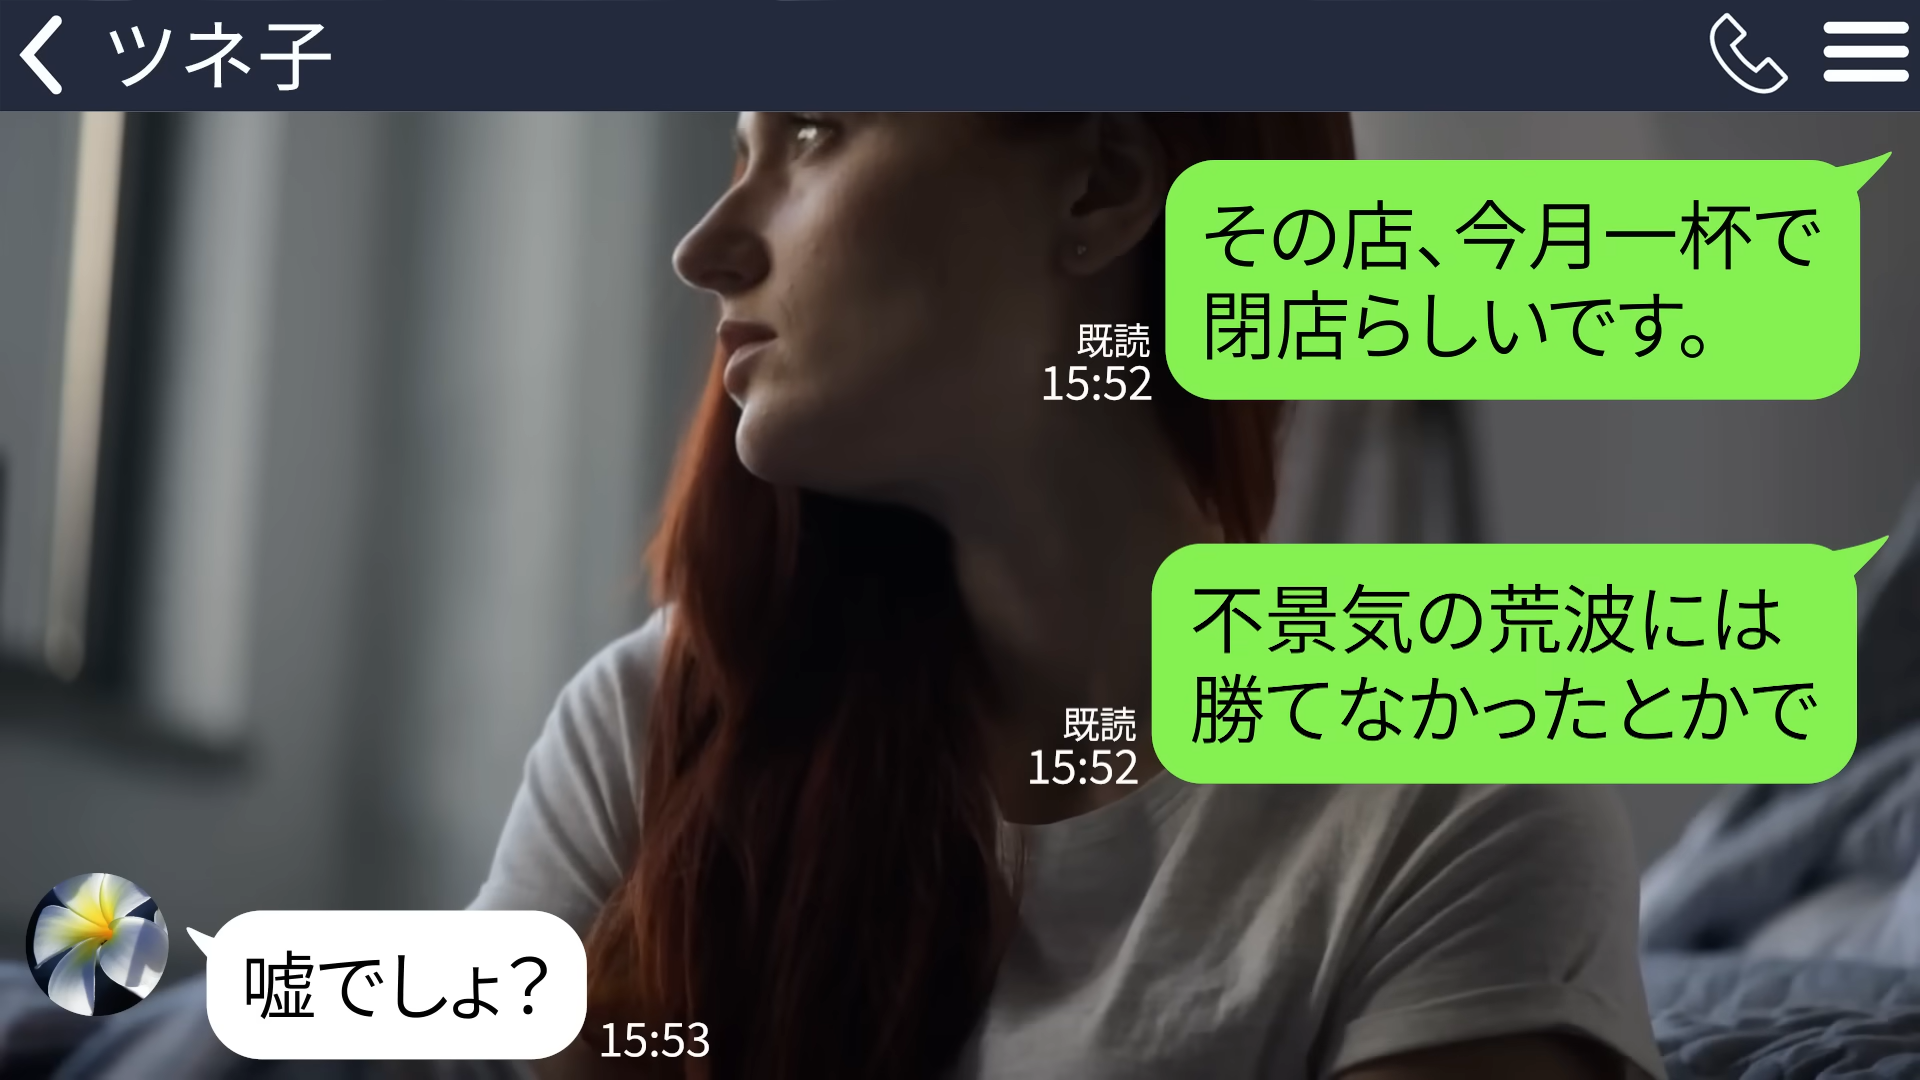 ツネ子
その店、今月一杯で
閉店らしいです。
既読
15:52
不景気の荒波には
勝てなかったとかで
既読
15:52
嘘でしょ？
15:53